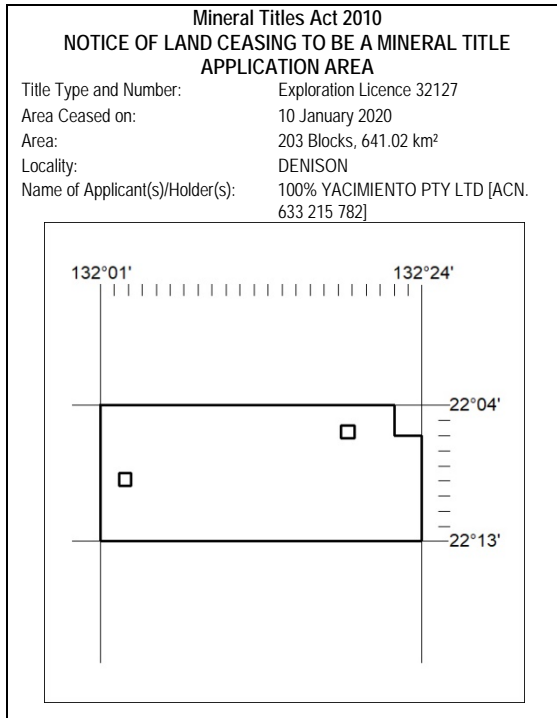 Mineral Titles Act 2010
NOTICE OF LAND CEASING TO BE A MINERAL TITLE
APPLICATION AREA
Title Type and Number: Exploration Licence 32127
Area Ceased on: 10 January 2020
Area: 203 Blocks, 641.02 km²
Locality: DENISON
Name of Applicant(s)/Holder(s): 100% YACIMIENTO PTY LTD [ACN.
633 215 782]
132°01' 132°24'
22°04'
22°13'